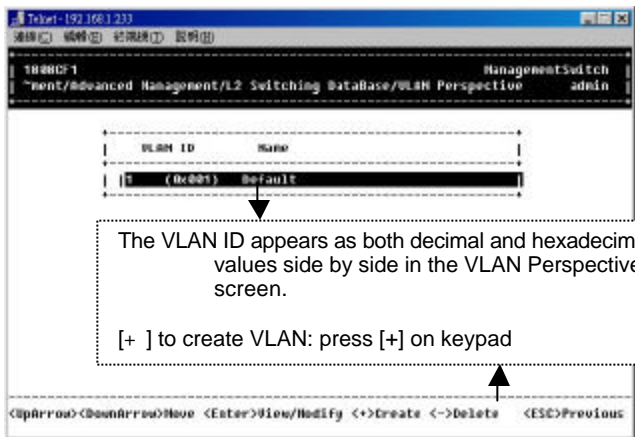 Telnet - 192.168.1.233
連線(C) 編輯(E) 終端機(T) 說明(H)
1808CF1 ManagementSwitch
~ment/Advanced Management/L2 Switching DataBase/VLAN Perspective admin
VLAN ID Name
1 (0x001) Default
The VLAN ID appears as both decimal and hexadecim
values side by side in the VLAN Perspective
screen.
[+ ] to create VLAN: press [+] on keypad
<UpArrow><DownArrow>Move <Enter>View/Modify <+>Create <->Delete <ESC>Previous